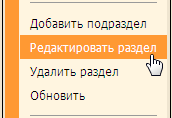 Добавить подраздел
Редактировать раздел
Удалить раздел
Обновить